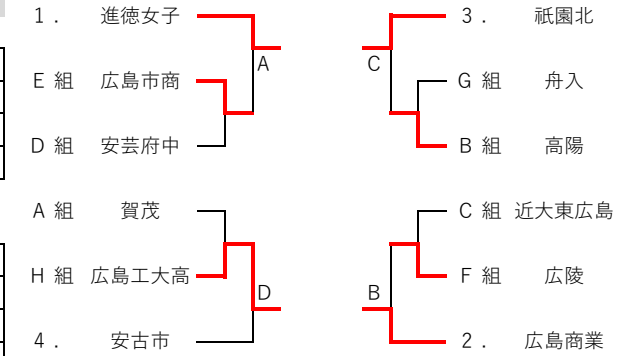 1． 進徳女子
A
E 組 広島市商
D 組 安芸府中
A 組 賀茂
H 組 広島工大高
D
4． 安古市
3． 祇園北
C
G 組 舟入
B 組 高陽
C 組 近大東広島
F 組 広陵
B
2． 広島商業